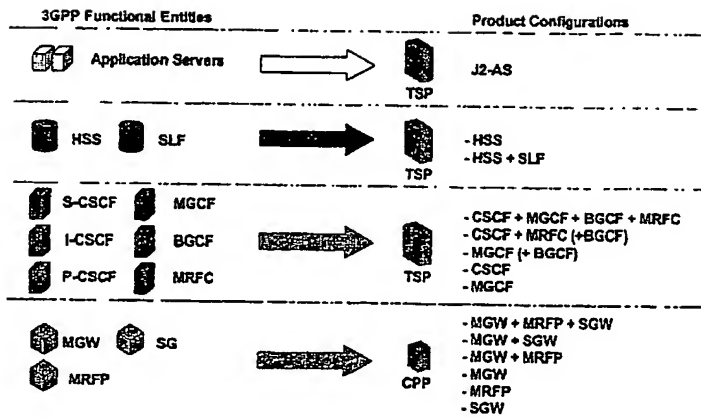 3GPP Functional Entities
Product Configurations
Application Servers
TSP
J2-AS
HSS SLF
TSP
-HSS
-HSS + SLF
S-CSCF MGCF
I-CSCF BGCF
P-CSCF MRFC
TSP
-CSCF + MGCF + BGCF + MRFC
-CSCF + MRFC (+BGCF)
-MGCF (+ BGCF)
-CSCF
-MGCF
MGW SG
MRFP
CPP
-MGW + MRFP + SGW
-MGW + SGW
-MGW + MRFP
-MGW
-MRFP
-SGW